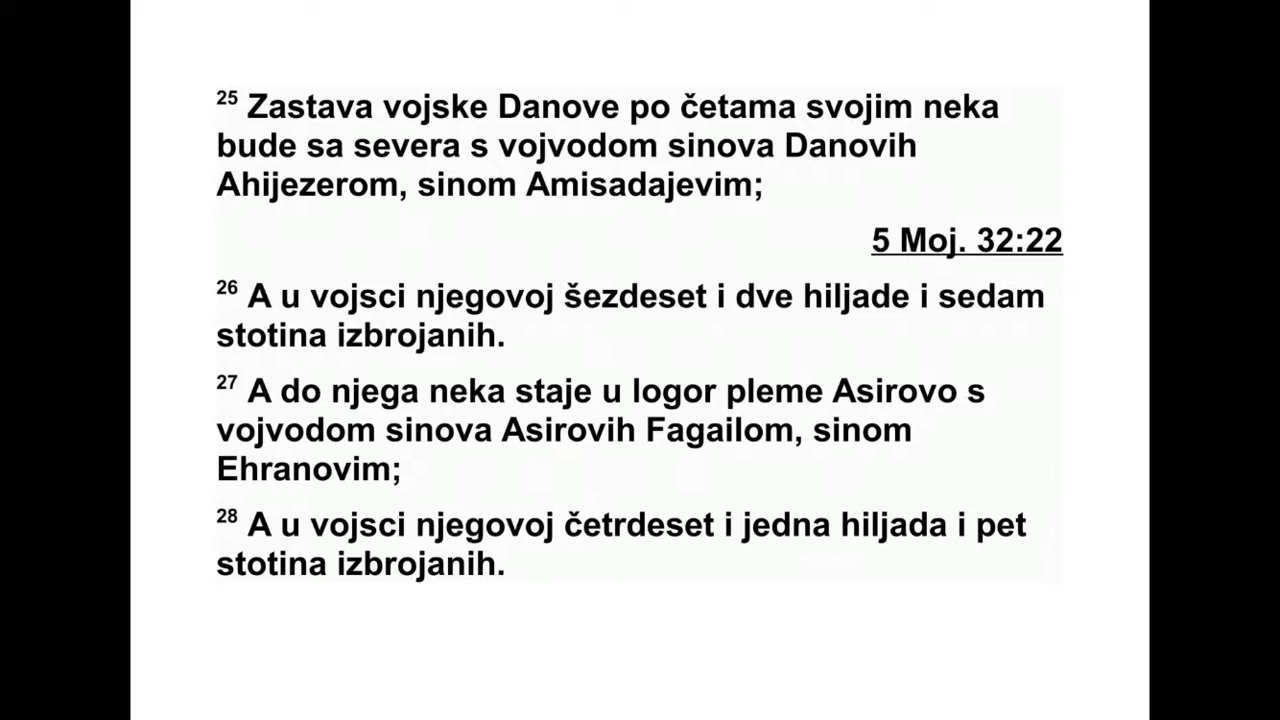 25 Zastava vojske Danove po četama svojim neka
bude sa severa s vojvodom sinova Danovih
Ahijezerom, sinom Amisadajevim;
5 Moj. 32:22
26 A u vojsci njegovoj šezdeset i dve hiljade i sedam
stotina izbrojanih.
27 A do njega neka staje u logor pleme Asirovo s
vojvodom sinova Asirovih Fagailom, sinom
Ehranovim;
28 A u vojsci njegovoj četrdeset i jedna hiljada i pet
stotina izbrojanih.